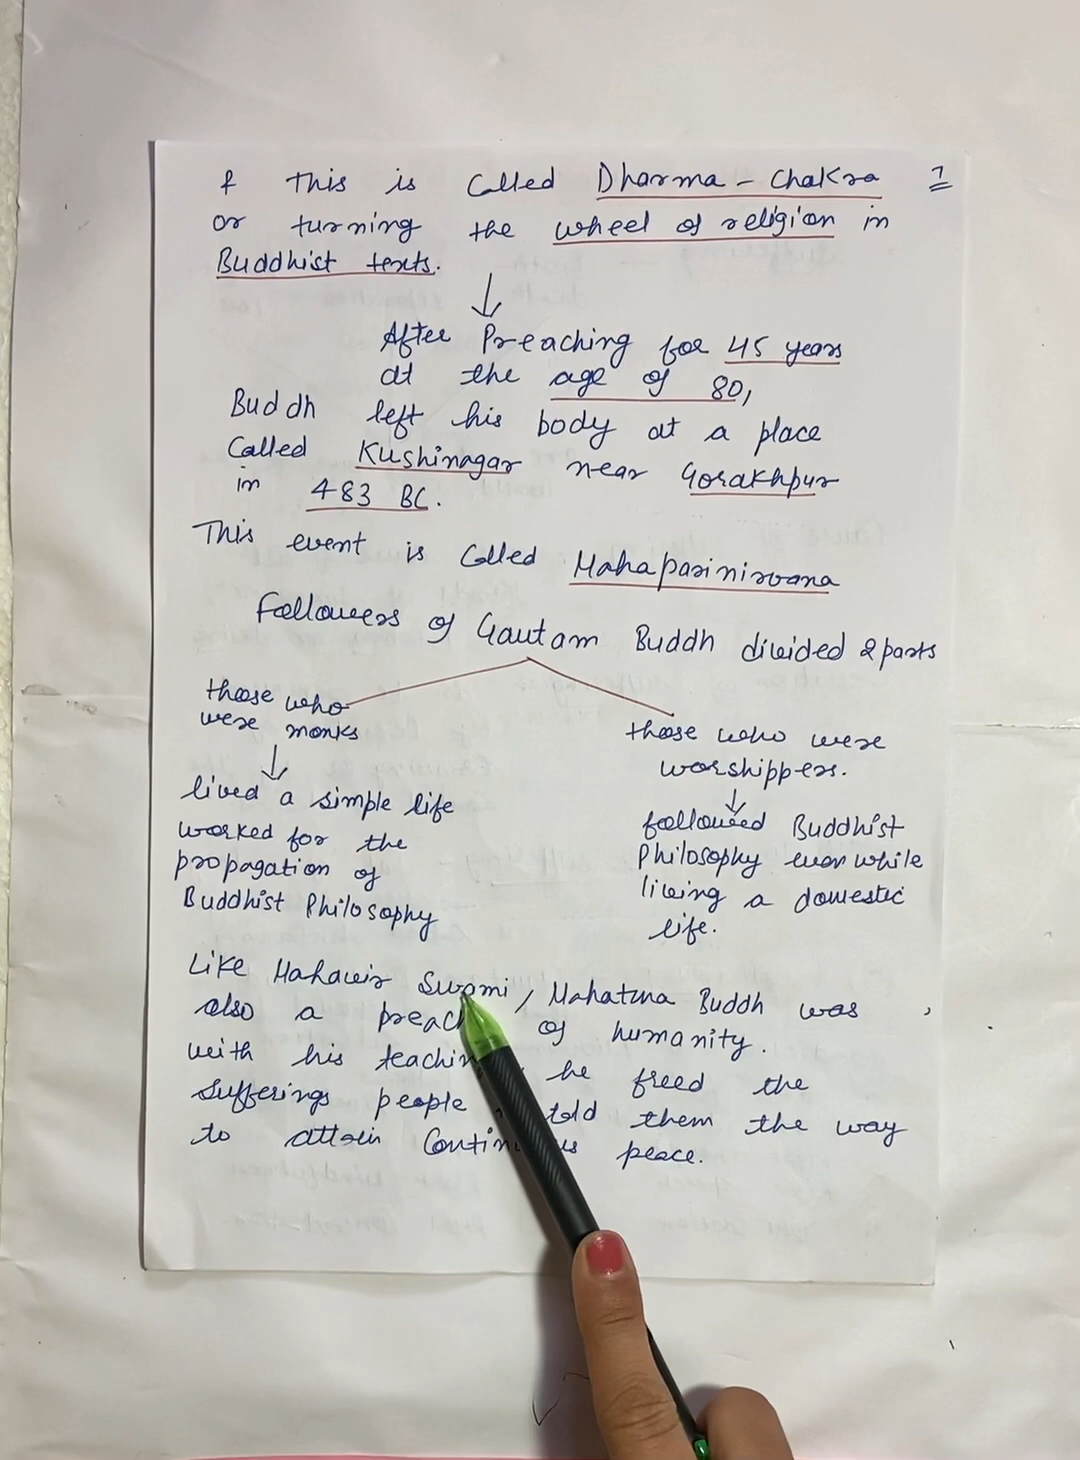 & This is Called Dharma - Chakra 7
or turning the wheel of religion in
Buddhist texts.
After Preaching for 45 years
at the age of 80,
Buddh left his body at a place
Called Kushinagar near Gorakhpur
in 483 BC.
This event is Called Mahaparinirvana
Followers of Gautam Buddh divided 2 parts
those who
were monks
lived a simple life
worked for the
propagation of
Buddhist Philosophy
those who were
worshippers.
followed Buddhist
Philosophy even while
living a domestic
life.
Like Mahavir Swami, Mahatma Buddh was
also a of humanity.
with his he freed the
sufferings people told them the way
to attain peace.